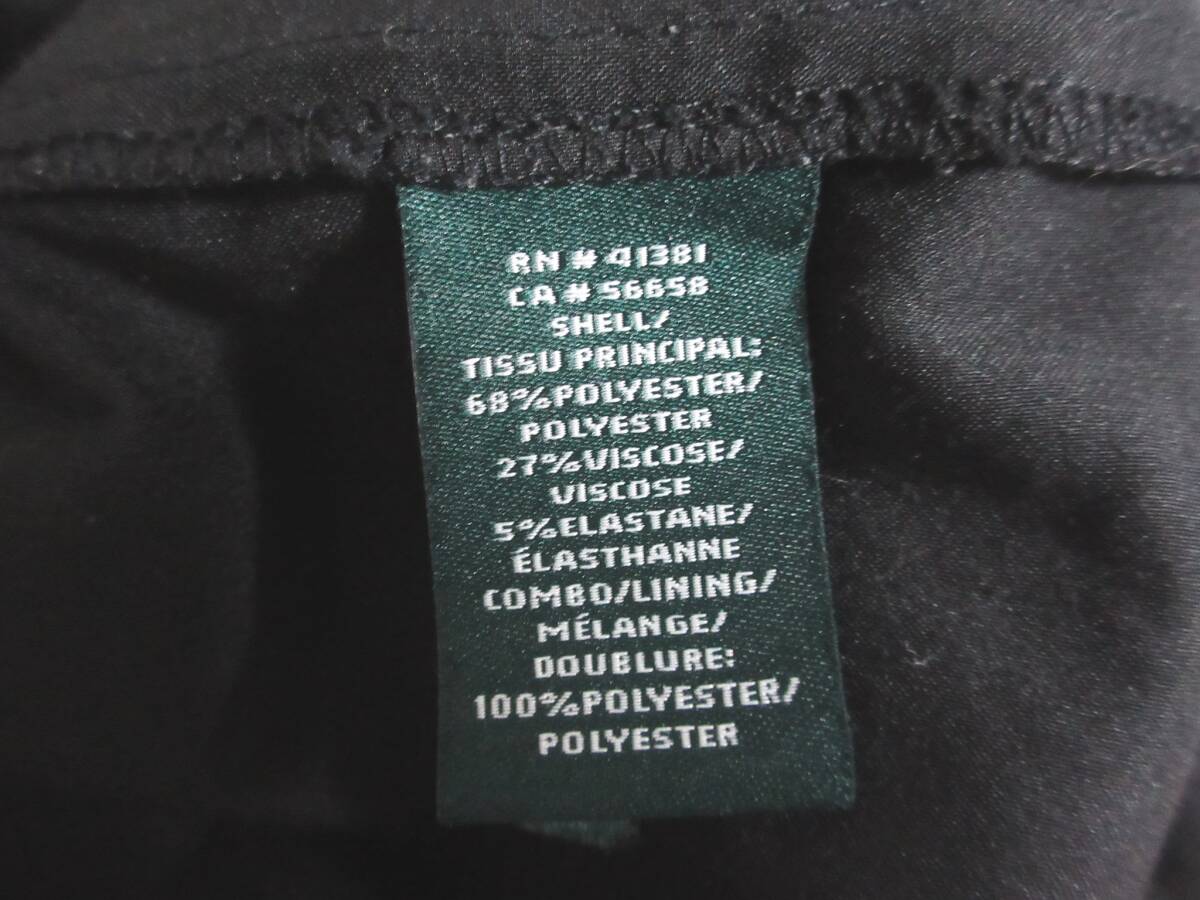 RN # 41381
CA # 56658
SHELL/
TISSU PRINCIPAL:
68%POLYESTER/
POLYESTER
27%VISCOSE/
VISCOSE
5%ELASTANE/
ÉLASTHANNE
COMBO/LINING/
MÉLANGE/
DOUBLURE:
100%POLYESTER/
POLYESTER